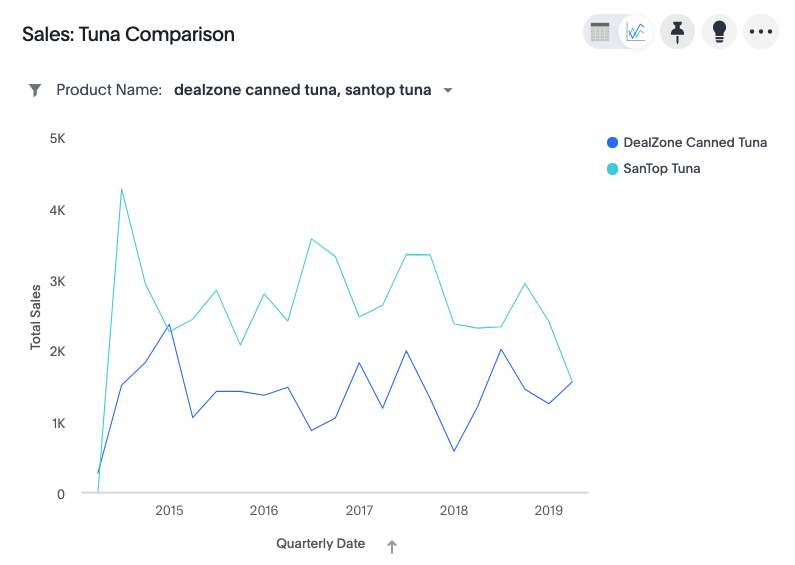 Sales: Tuna Comparison
Product Name: dealzone canned tuna, santop tuna
DealZone Canned Tuna
SanTop Tuna
Total Sales
5K
4K
3K
2K
1K
0
2015 2016 2017 2018 2019
Quarterly Date